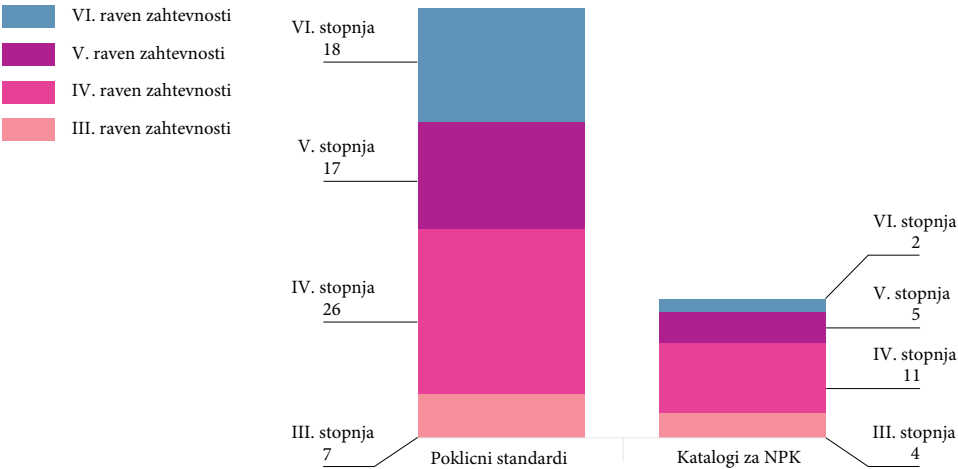 VI. raven zahtevnosti
V. raven zahtevnosti
IV. raven zahtevnosti
III. raven zahtevnosti
VI. stopnja
18
V. stopnja
17
IV. stopnja
26
III. stopnja
7
Poklicni standardi
VI. stopnja
2
V. stopnja
5
IV. stopnja
11
III. stopnja
4
Katalogi za NPK